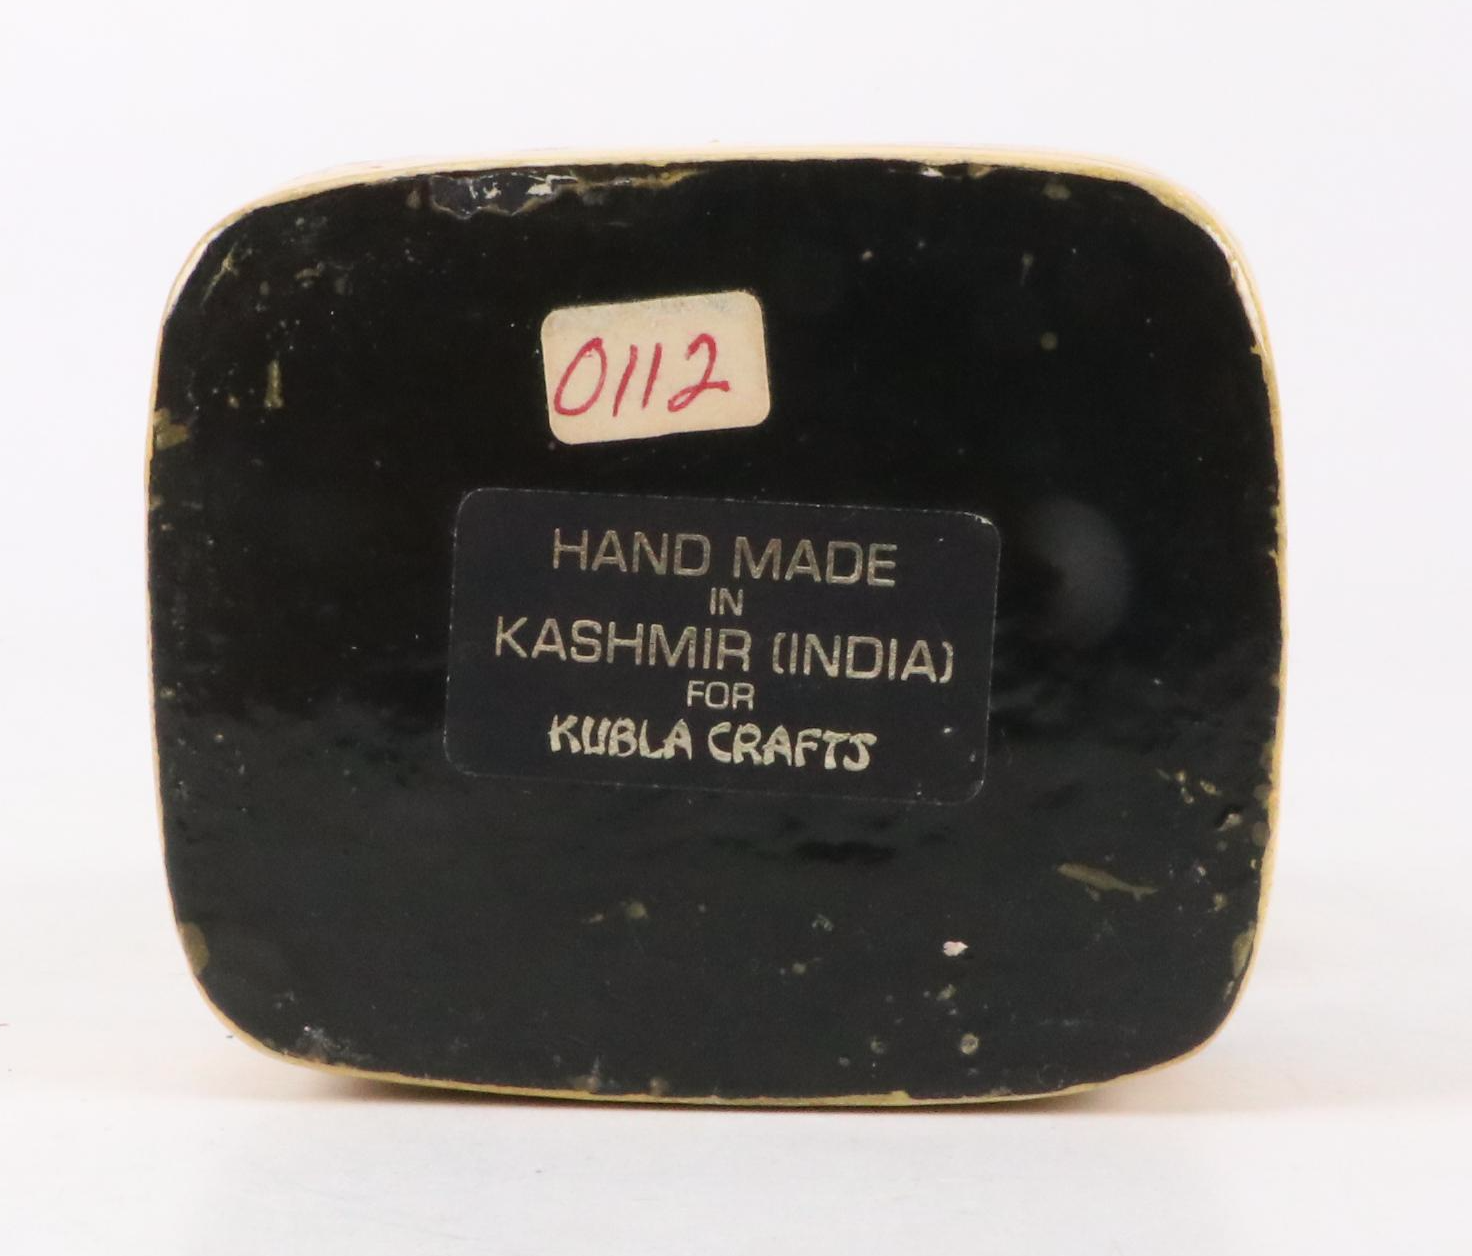 0112
HAND MADE
IN
KASHMIR (INDIA)
FOR
KUBLA CRAFTS